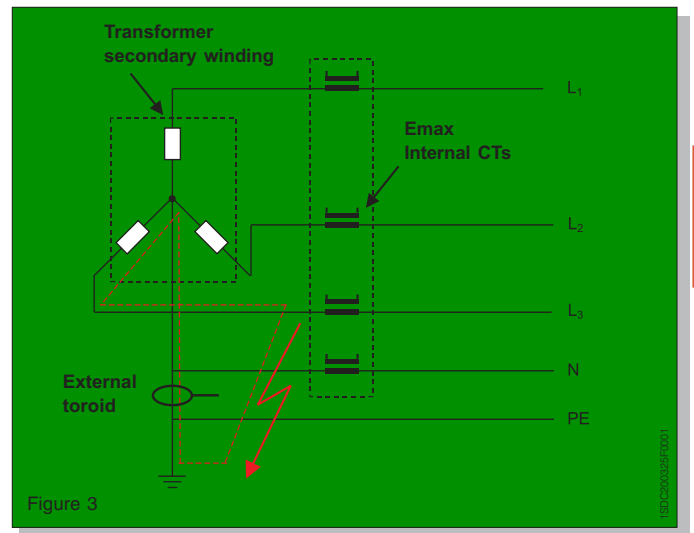 Transformer
secondary winding
L1
Emax
Internal CTs
L2
L3
External
toroid
N
PE
Figure 3
1SDC200325F0001